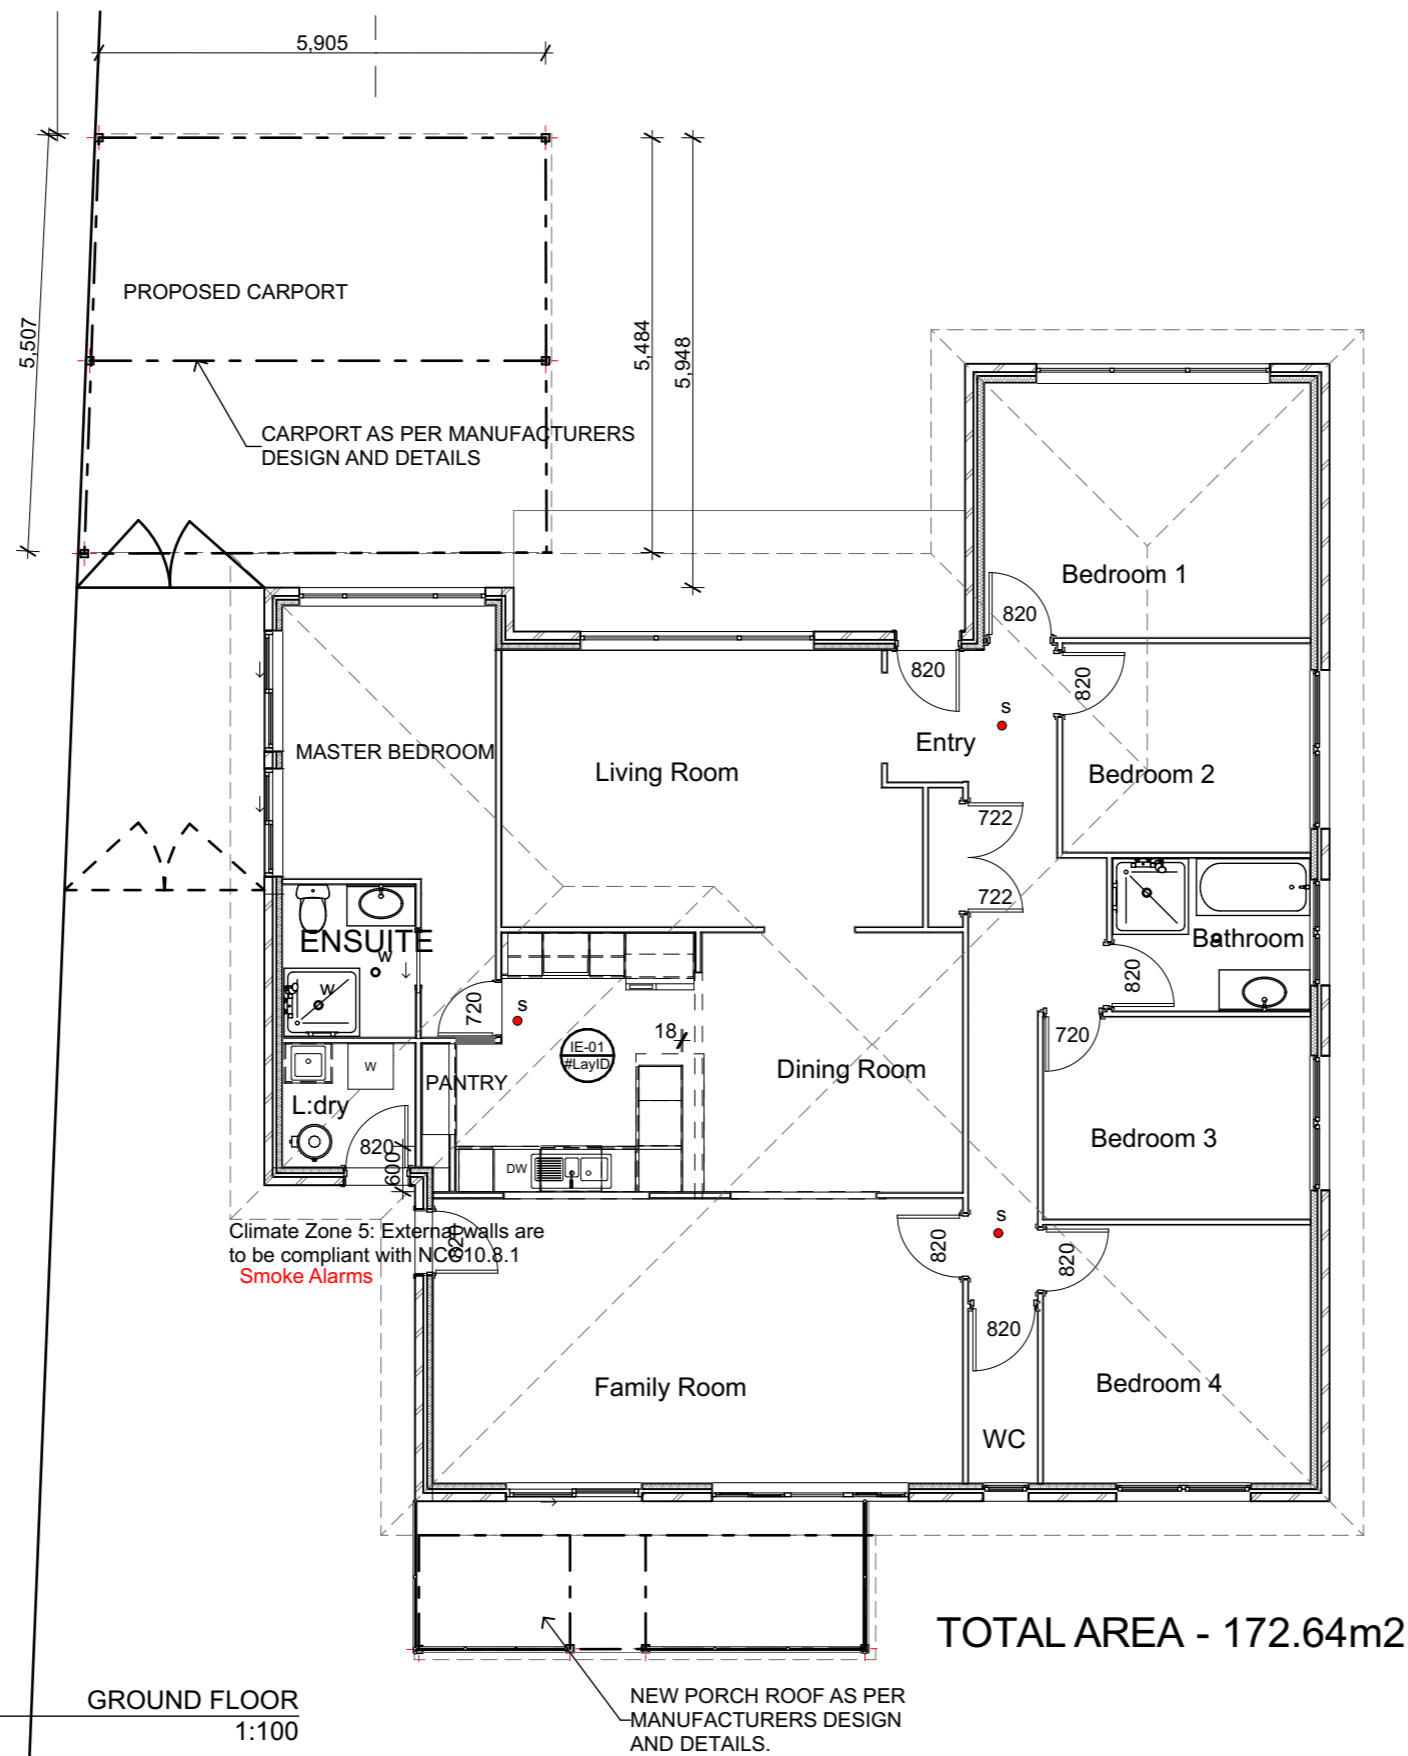 5,905
5,507
PROPOSED CARPORT
5,484
5,948
CARPORT AS PER MANUFACTURERS
DESIGN AND DETAILS
Bedroom 1
820
820
820
s
Entry
MASTER BEDROOM
Living Room
Bedroom 2
722
722
ENSUITE
W
W
Bathroom
820
720
s
18
IE-01
#LayID
720
W
PANTRY
Dining Room
L:dry
820
600
DW
Bedroom 3
Climate Zone 5: External walls are
to be compliant with NCC10.8.1
Smoke Alarms
820
820
s
820
820
Family Room
Bedroom 4
WC
TOTAL AREA - 172.64m2
GROUND FLOOR
1:100
NEW PORCH ROOF AS PER
MANUFACTURERS DESIGN
AND DETAILS.